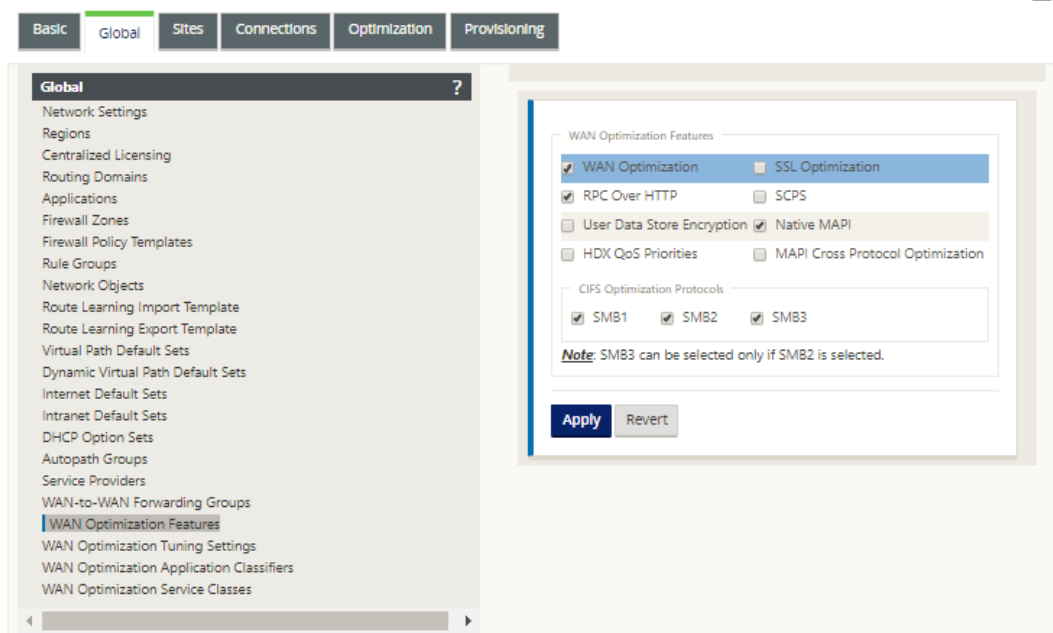 Basic
Global
Sites
Connections
Optimization
Provisioning
Global ?
Network Settings
Regions
Centralized Licensing
Routing Domains
Applications
Firewall Zones
Firewall Policy Templates
Rule Groups
Network Objects
Route Learning Import Template
Route Learning Export Template
Virtual Path Default Sets
Dynamic Virtual Path Default Sets
Internet Default Sets
Intranet Default Sets
DHCP Option Sets
Autopath Groups
Service Providers
WAN-to-WAN Forwarding Groups
WAN Optimization Features
WAN Optimization Tuning Settings
WAN Optimization Application Classifiers
WAN Optimization Service Classes
WAN Optimization Features
WAN Optimization SSL Optimization
RPC Over HTTP SCPS
User Data Store Encryption Native MAPI
HDX QoS Priorities MAPI Cross Protocol Optimization
CIFS Optimization Protocols
SMB1 SMB2 SMB3
Note: SMB3 can be selected only if SMB2 is selected.
Apply Revert